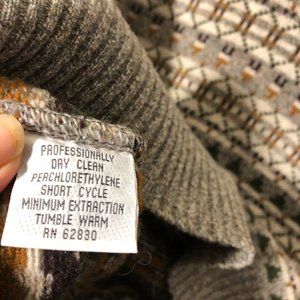 PROFESSIONALLY
DRY CLEAN
PERCHLORETHYLENE
SHORT CYCLE
MINIMUM EXTRACTION
TUMBLE WARM
RN 62830